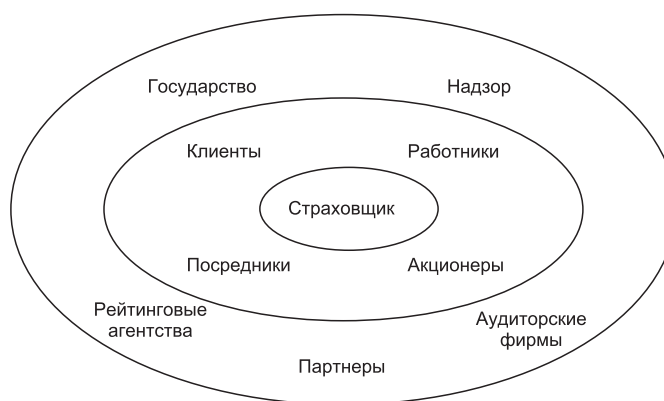 Государство
Надзор
Клиенты
Работники
Страховщик
Посредники
Акционеры
Рейтинговые
агентства
Аудиторские
фирмы
Партнеры